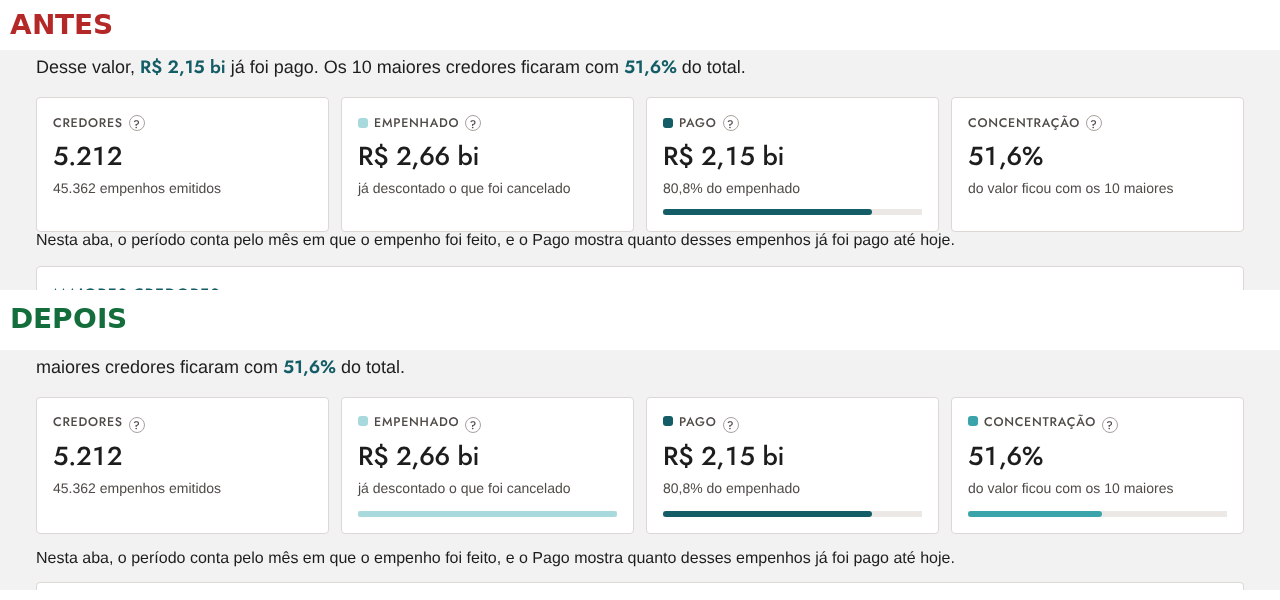 ANTES
Desse valor, R$ 2,15 bi já foi pago. Os 10 maiores credores ficaram com 51,6% do total.
CREDORES ?
5.212
45.362 empenhos emitidos
EMPENHADO ?
R$ 2,66 bi
já descontado o que foi cancelado
PAGO ?
R$ 2,15 bi
80,8% do empenhado
CONCENTRAÇÃO ?
51,6%
do valor ficou com os 10 maiores
Nesta aba, o período conta pelo mês em que o empenho foi feito, e o Pago mostra quanto desses empenhos já foi pago até hoje.
MAIORES CREDORES
DEPOIS
maiores credores ficaram com 51,6% do total.
CREDORES ?
5.212
45.362 empenhos emitidos
EMPENHADO ?
R$ 2,66 bi
já descontado o que foi cancelado
PAGO ?
R$ 2,15 bi
80,8% do empenhado
CONCENTRAÇÃO ?
51,6%
do valor ficou com os 10 maiores
Nesta aba, o período conta pelo mês em que o empenho foi feito, e o Pago mostra quanto desses empenhos já foi pago até hoje.